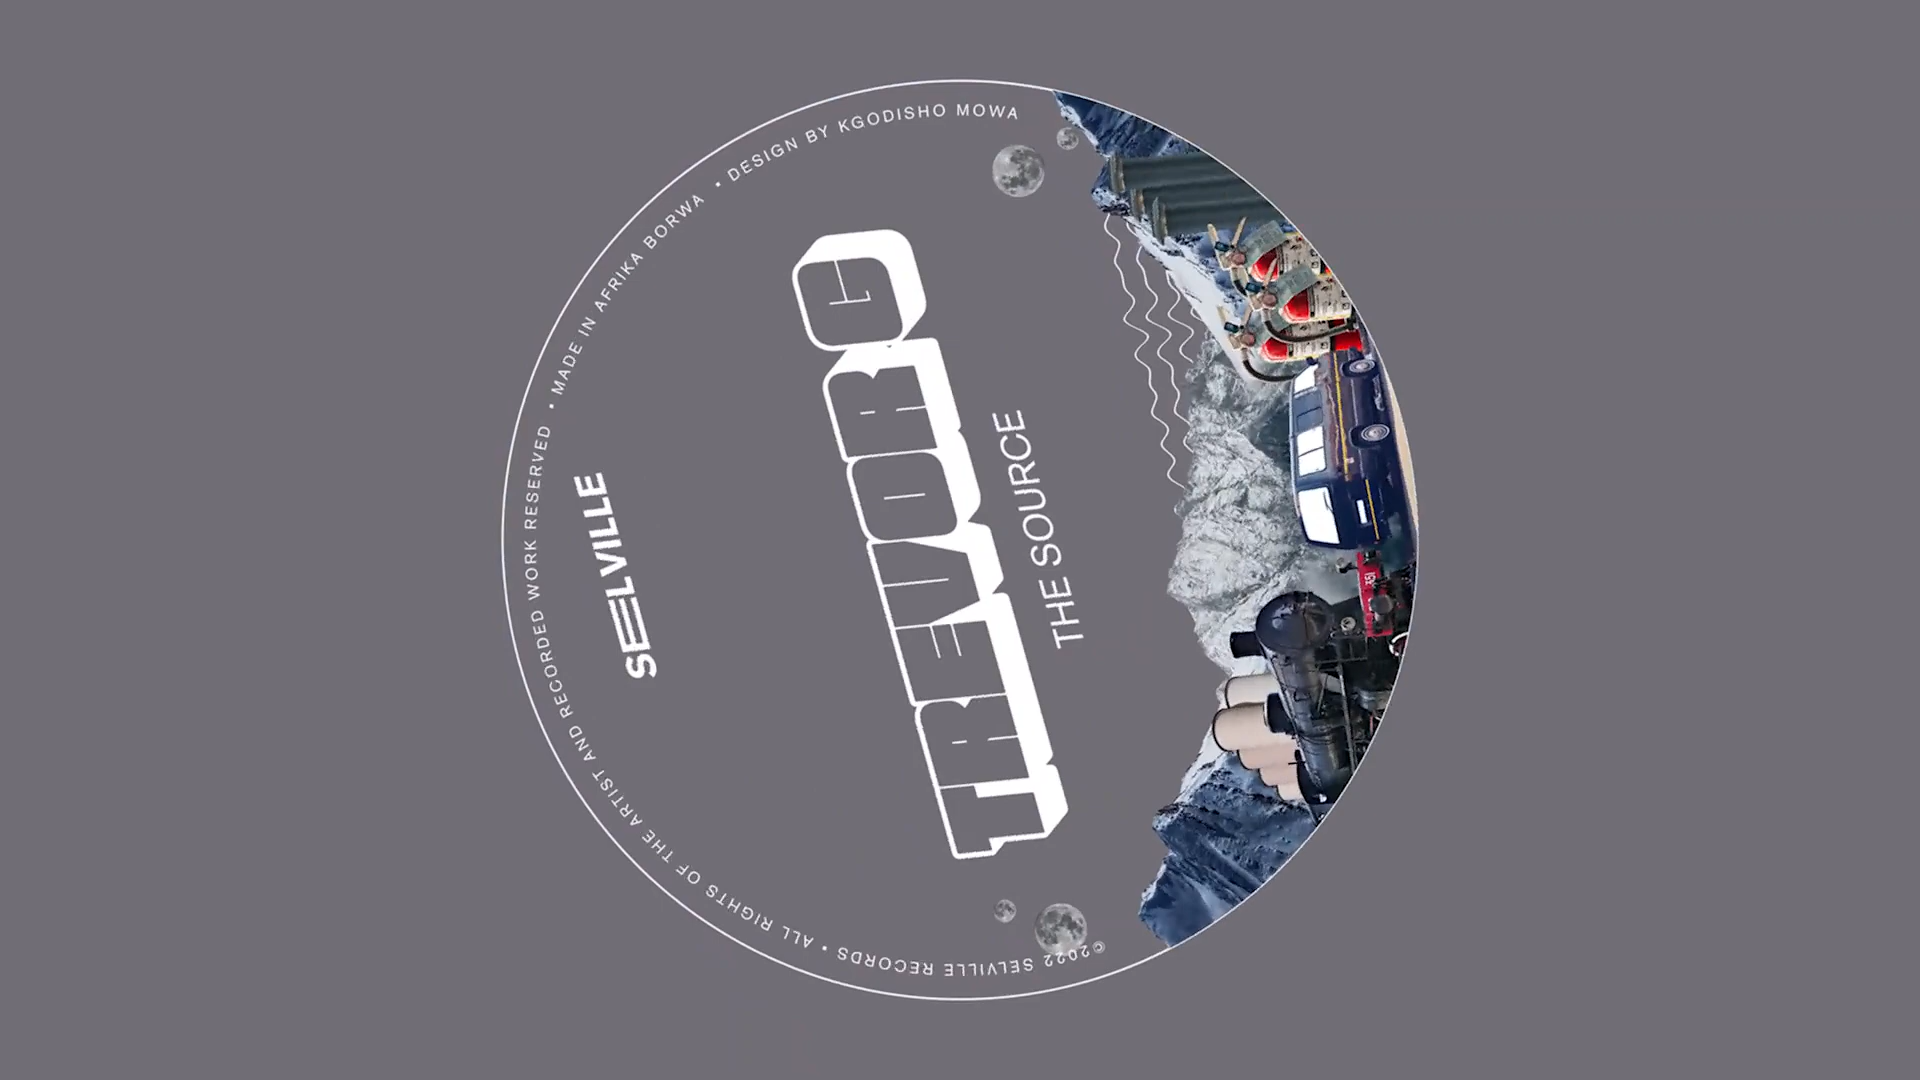 ©2022 SELVILLE RECORDS • ALL RIGHTS OF THE ARTIST AND RECORDED WORK RESERVED • MADE IN AFRIKA BORWA • DESIGN BY KGODISHO MOWA
SELVILLE
TREVOR G
THE SOURCE